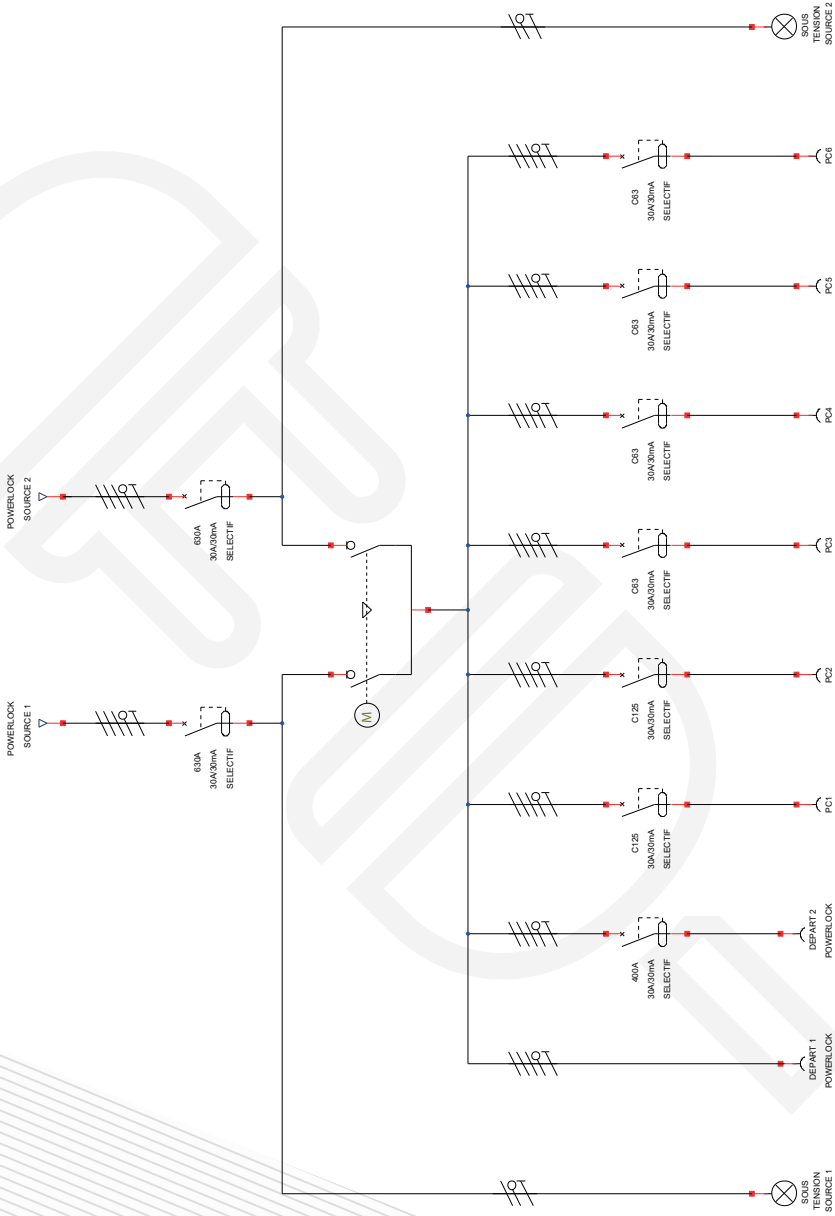 POWERLOCK
SOURCE 1
POWERLOCK
SOURCE 2
630A
30A/30mA
SELECTIF
630A
30A/30mA
SELECTIF
M
400A
30A/30mA
SELECTIF
C125
30A/30mA
SELECTIF
C125
30A/30mA
SELECTIF
C63
30A/30mA
SELECTIF
C63
30A/30mA
SELECTIF
C63
30A/30mA
SELECTIF
C63
30A/30mA
SELECTIF
SOUS
TENSION
SOURCE 1
DEPART 1
POWERLOCK
DEPART 2
POWERLOCK
PC1
PC2
PC3
PC4
PC5
PC6
SOUS
TENSION
SOURCE 2